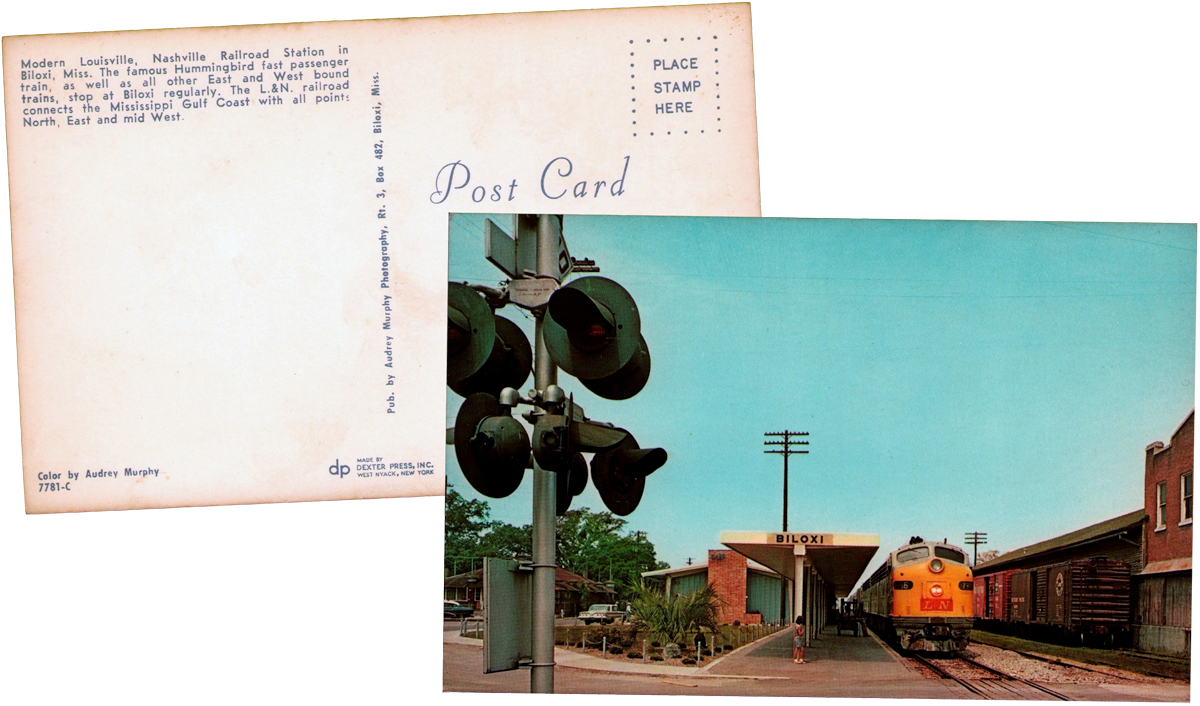 Modern Louisville, Nashville Railroad Station in
Biloxi, Miss. The famous Hummingbird fast passenger
train, as well as all other East and West bound
trains, stop at Biloxi regularly. The L.&N. railroad
connects the Mississippi Gulf Coast with all points
North, East and mid West.
PLACE
STAMP
HERE
Post Card
Pub. by Audrey Murphy Photography, Rt. 3, Box 482, Biloxi, Miss.
Color by Audrey Murphy
7781-C
dp
MADE BY
DEXTER PRESS, INC.
WEST NYACK, NEW YORK
BILOXI
L&N